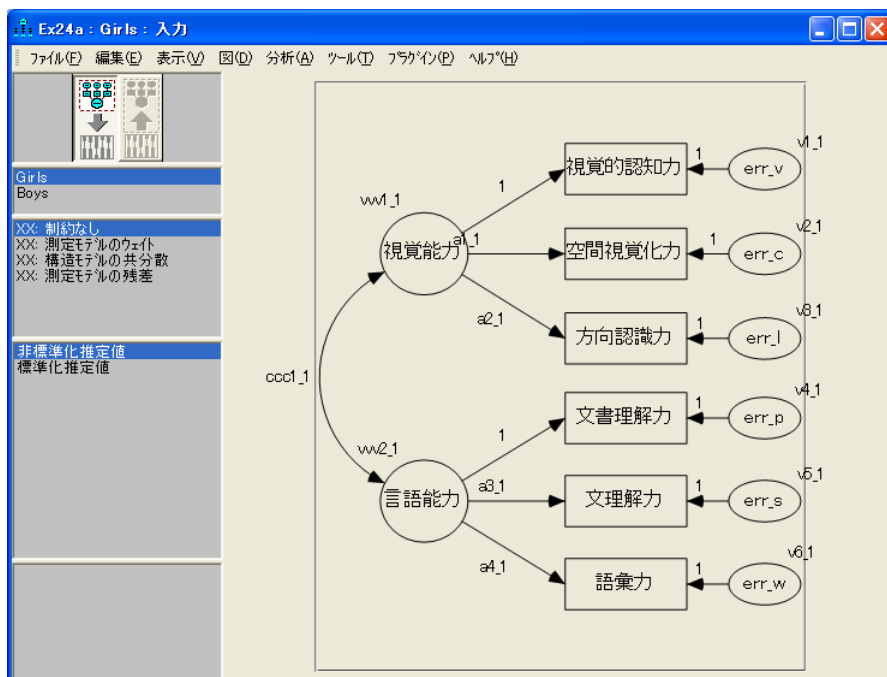 Ex24a : Girls : 入力
ファイル(F) 編集(E) 表示(V) 図(D) 分析(A) ツール(T) プラグイン(P) ヘルプ(H)
Girls
Boys
XX: 制約なし
XX: 測定モデルのウェイト
XX: 構造モデルの共分散
XX: 測定モデルの残差
非標準化推定値
標準化推定値
v1_1
視覚的認知力
1
err_v
1
vvv1_1
v2_1
視覚能力
a1_1
空間視覚化力
1
err_c
a2_1
v3_1
方向認識力
1
err_l
ccc1_1
v4_1
文書理解力
1
err_p
1
vvv2_1
v5_1
言語能力
a3_1
文理解力
1
err_s
a4_1
v6_1
語彙力
1
err_w